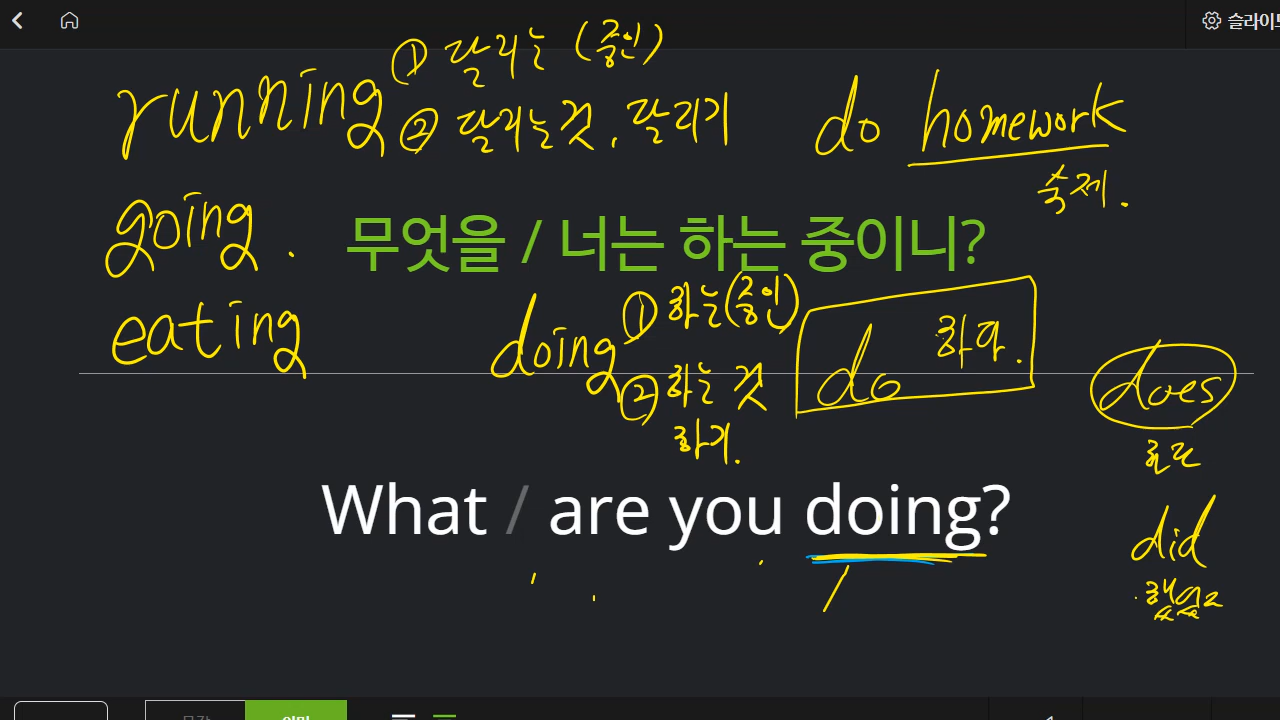 슬라이드
running ① 달리는 (중인)
② 달리는것, 달리기
do homework
숙제.
going.
무엇을 / 너는 하는 중이니?
eating
doing ① 하는(중인)
② 하는 것
하기.
do 하다.
does
한다
What / are you doing?
did
했었다